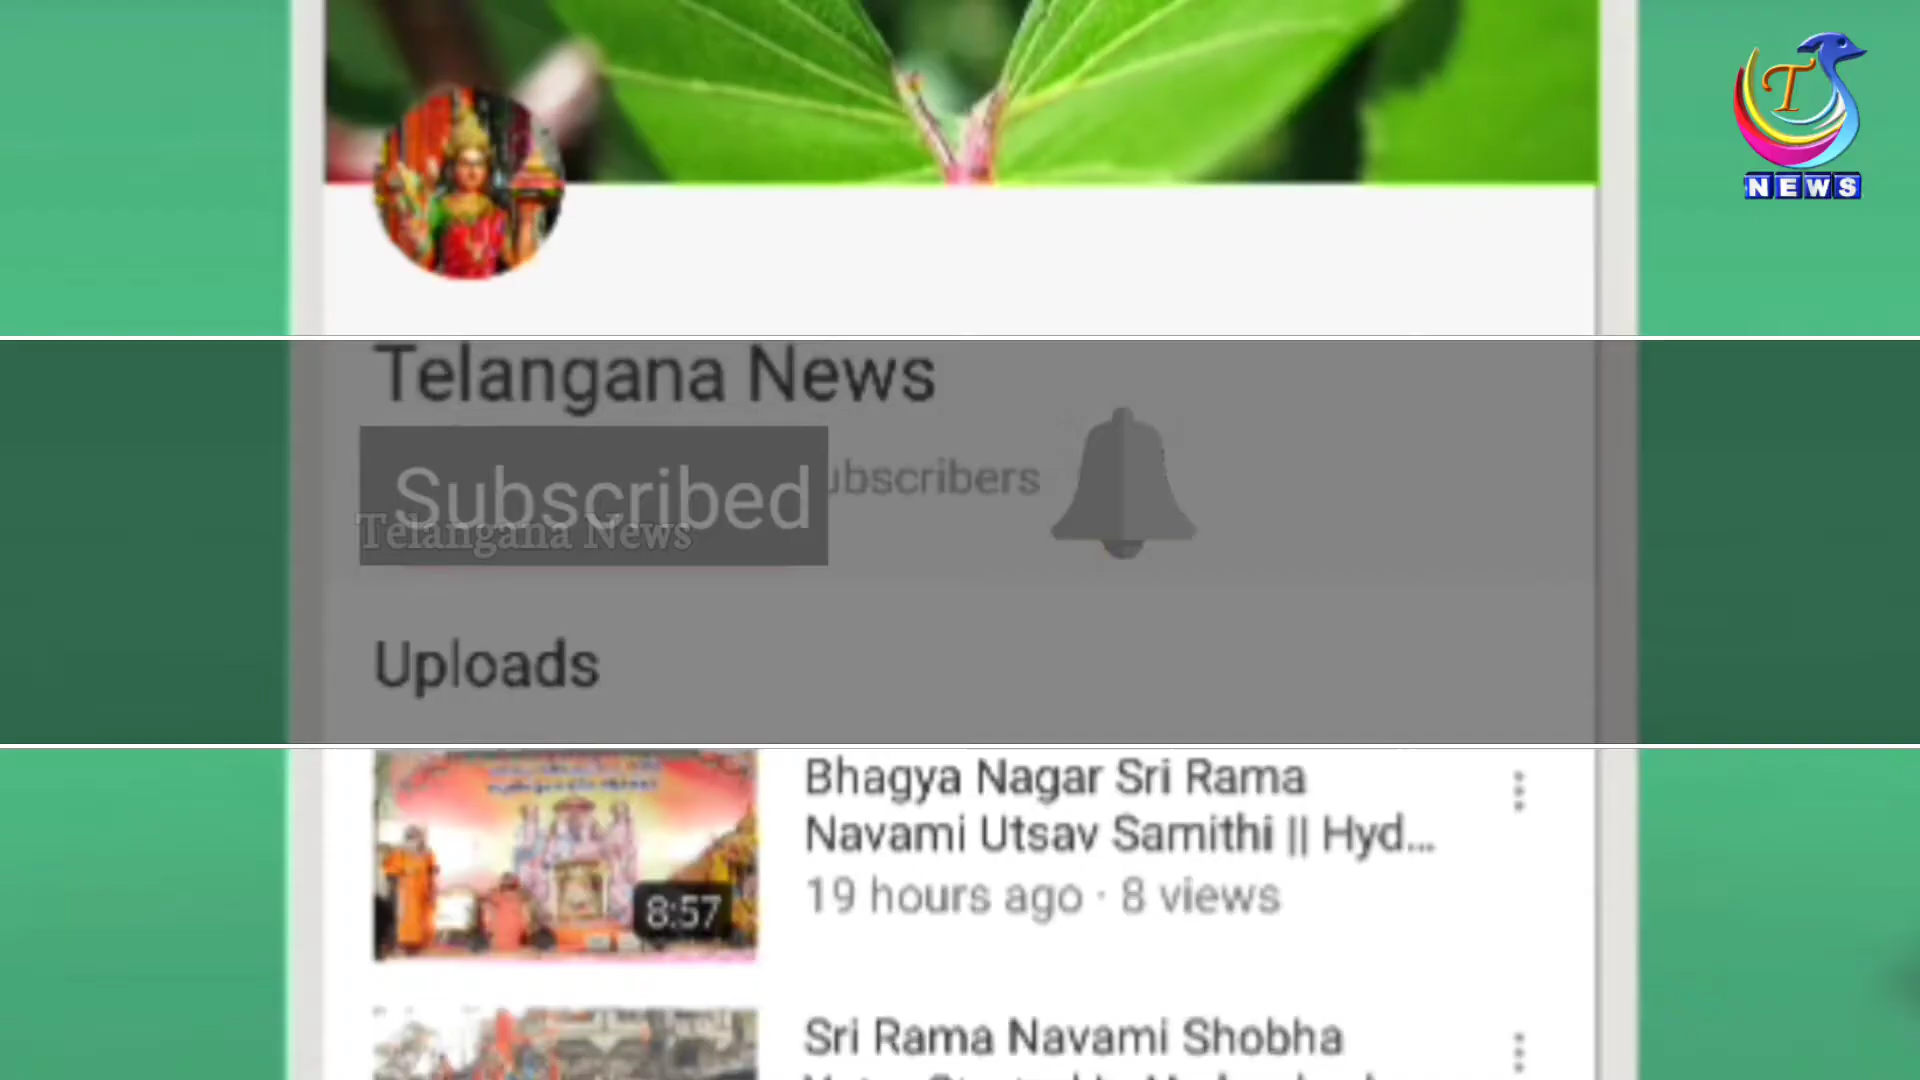 T
NEWS
Telangana News
Subscribed
ubscribers
Telangana News
Uploads
Bhagya Nagar Sri Rama
Navami Utsav Samithi || Hyd...
19 hours ago · 8 views
8:57
Sri Rama Navami Shobha